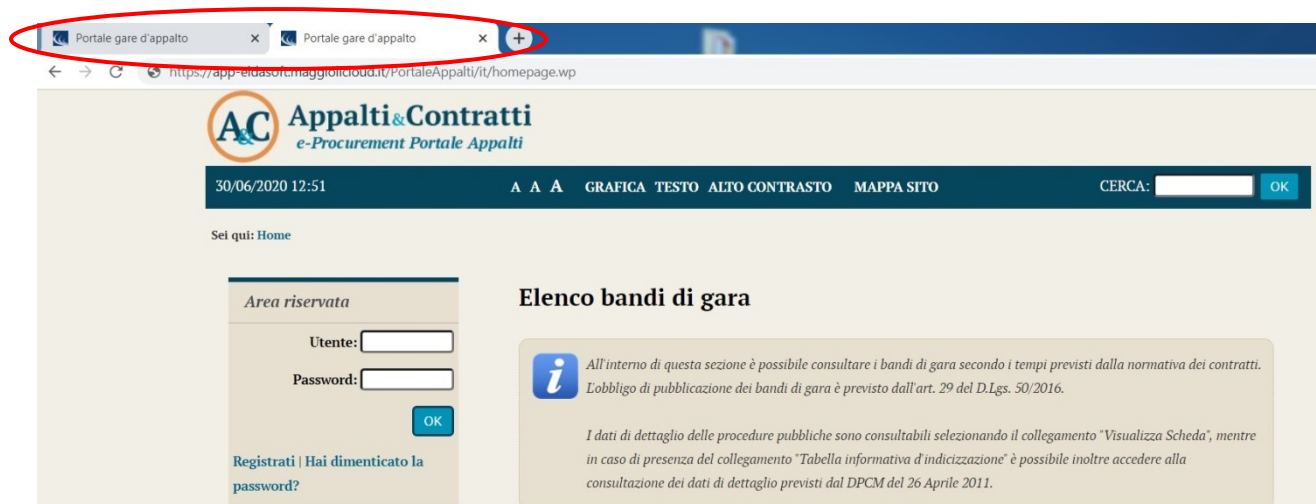 Portale gare d'appalto Portale gare d'appalto
https://app-eldasoft.maggiolicloud.it/PortaleAppalti/it/homepage.wp
A&C Appalti&Contratti
e-Procurement Portale Appalti
30/06/2020 12:51 A A A GRAFICA TESTO ALTO CONTRASTO MAPPA SITO CERCA: OK
Sei qui: Home
Area riservata
Utente:
Password:
OK
Registrati | Hai dimenticato la
password?
Elenco bandi di gara
All'interno di questa sezione è possibile consultare i bandi di gara secondo i tempi previsti dalla normativa dei contratti.
L'obbligo di pubblicazione dei bandi di gara è previsto dall'art. 29 del D.Lgs. 50/2016.
I dati di dettaglio delle procedure pubbliche sono consultabili selezionando il collegamento "Visualizza Scheda", mentre
in caso di presenza del collegamento "Tabella informativa d'indicizzazione" è possibile inoltre accedere alla
consultazione dei dati di dettaglio previsti dal DPCM del 26 Aprile 2011.